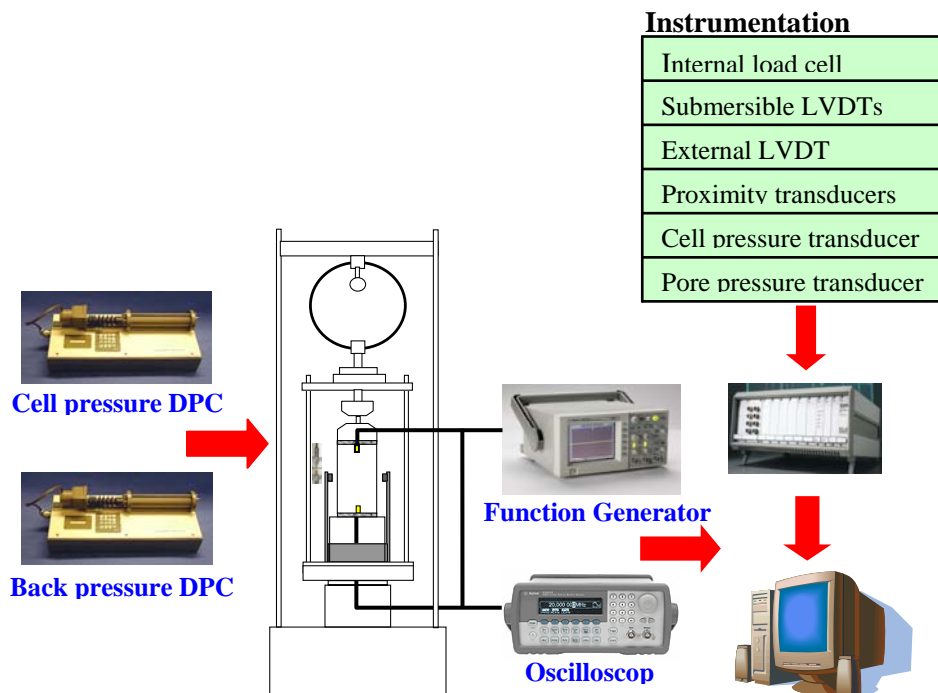 Instrumentation
Internal load cell
Submersible LVDTs
External LVDT
Proximity transducers
Cell pressure transducer
Pore pressure transducer
Cell pressure DPC
Back pressure DPC
Function Generator
Oscilloscop